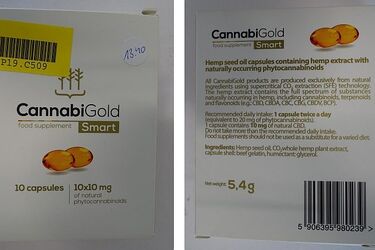 P19.C509
13.40
CannabiGold
food supplement Smart
10 capsules
10x10 mg
of natural
phytocannabinoids
CannabiGold
food supplement Smart
Hemp seed oil capsules containing hemp extract with
naturally occurring phytocannabinoids
All CannabiGold products are produced exclusively from natural
ingredients using supercritical CO₂ extraction (SFE) technology.
The hemp extract contains the full spectrum of substances
naturally occurring in hemp, including cannabinoids, terpenoids
and flavonoids (e.g.: CBD, CBDA, CBC, CBG, CBDV, BCP).
Recommended daily intake: 1 capsule twice a day
(equivalent to 20 mg of phytocannabinoids).
1 capsule contains 10 mg of natural CBD.
Do not take more than the recommended daily intake.
Food supplements should not be used as a substitute for a varied diet.
Ingredients: Hemp seed oil, CO₂ whole hemp plant extract,
capsule shell: beef gelatin, humectant: glycerol.
Net weight: 5,4 g
5 906395 980239 >